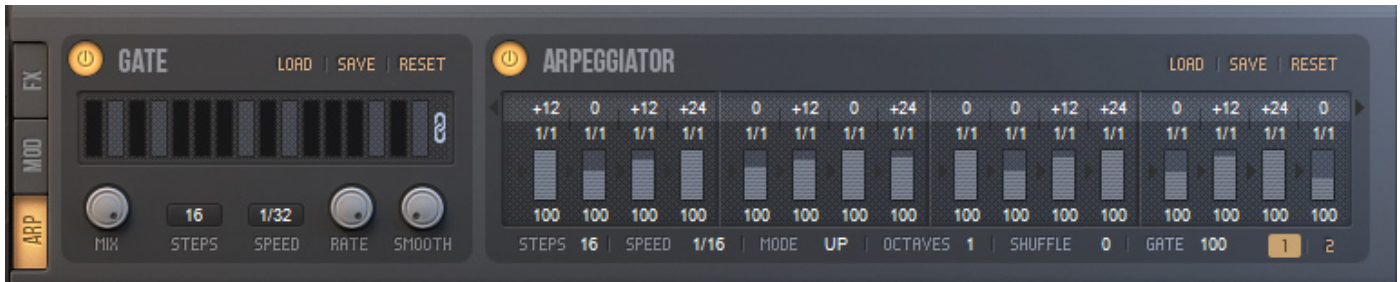 FX
MOD
ARP
GATE
LOAD | SAVE | RESET
MIX
16
STEPS
1/32
SPEED
RATE
SMOOTH
ARPEGGIATOR
LOAD | SAVE | RESET
+12 0 +12 +24 0 +12 0 +24 0 0 +12 +24 0 +12 +24 0
1/1 1/1 1/1 1/1 1/1 1/1 1/1 1/1 1/1 1/1 1/1 1/1 1/1 1/1 1/1 1/1
100 100 100 100 100 100 100 100 100 100 100 100 100 100 100 100
STEPS 16 | SPEED 1/16 | MODE UP | OCTAVES 1 | SHUFFLE 0 | GATE 100 1 | 2